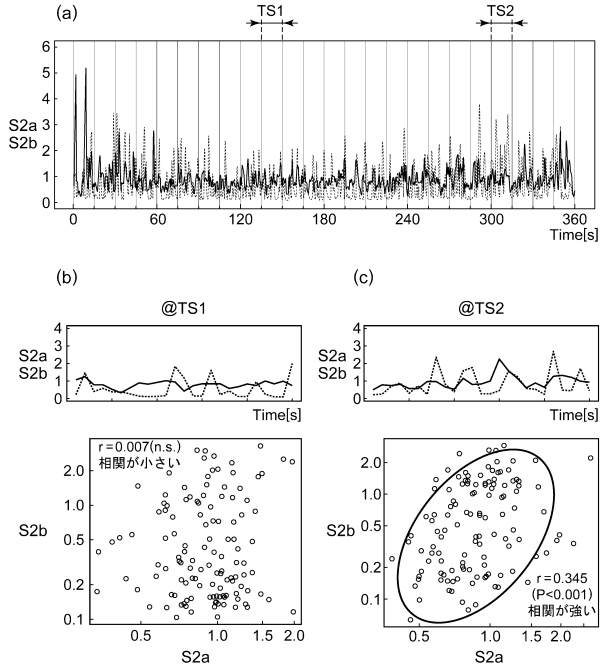 (a)
TS1 TS2
6
5
4
S2a 3
S2b 2
1
0
0 60 120 180 240 300 360
Time[s]
(b)
@TS1
4
S2a 3
S2b 2
1
0
Time[s]
r=0.007(n.s.)
相関が小さい
2.0
1.0
S2b 0.5
0.2
0.1
0.5 1.0 1.5 2.0
S2a
(c)
@TS2
4
S2a 3
S2b 2
1
0
Time[s]
2.0
1.0
S2b 0.5
0.2
0.1
r=0.345
(P<0.001)
相関が強い
0.5 1.0 1.5 2.0
S2a